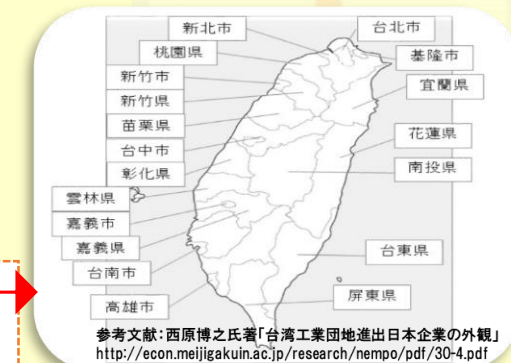 新北市
台北市
桃園県
基隆市
新竹市
宜蘭県
新竹県
苗栗県
花蓮県
台中市
南投県
彰化県
雲林県
嘉義市
嘉義県
台東県
台南市
屏東県
高雄市
参考文献:西原博之氏著「台湾工業団地進出日本企業の外観」
http://econ.meijigakuin.ac.jp/research/nempo/pdf/30-4.pdf